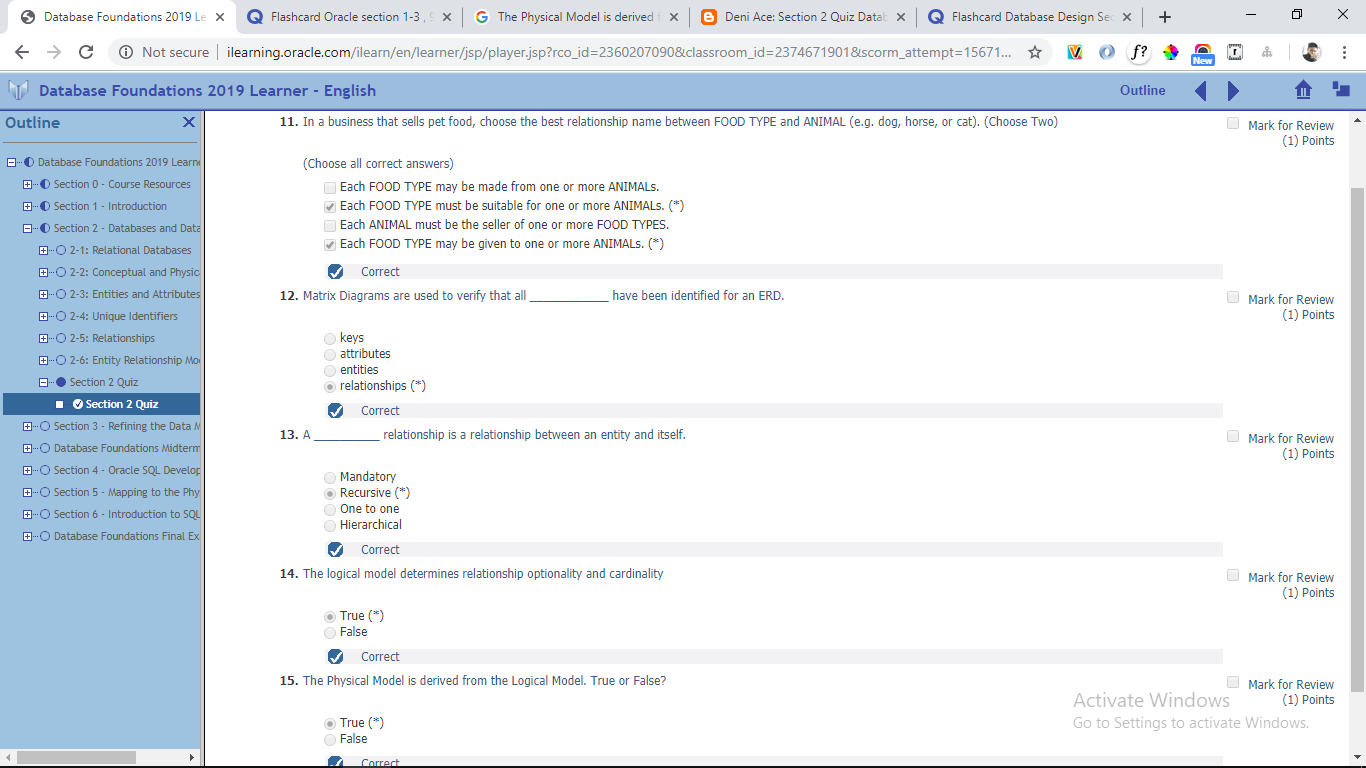 Database Foundations 2019 Le
Flashcard Oracle section 1-3 , 9
The Physical Model is derived f
Deni Ace: Section 2 Quiz Datab
Flashcard Database Design Sec
Not secure
ilearning.oracle.com/ilearn/en/learner/jsp/player.jsp?rco_id=2360207090&classroom_id=2374671901&scorm_attempt=15671...
f?
New
Database Foundations 2019 Learner - English
Outline
Outline
Database Foundations 2019 Learne
Section 0 - Course Resources
Section 1 - Introduction
Section 2 - Databases and Data
2-1: Relational Databases
2-2: Conceptual and Physic
2-3: Entities and Attributes
2-4: Unique Identifiers
2-5: Relationships
2-6: Entity Relationship Mo
Section 2 Quiz
Section 2 Quiz
Section 3 - Refining the Data M
Database Foundations Midterm
Section 4 - Oracle SQL Develop
Section 5 - Mapping to the Phy
Section 6 - Introduction to SQL
Database Foundations Final Ex
11. In a business that sells pet food, choose the best relationship name between FOOD TYPE and ANIMAL (e.g. dog, horse, or cat). (Choose Two)
Mark for Review
(1) Points
(Choose all correct answers)
Each FOOD TYPE may be made from one or more ANIMALs.
Each FOOD TYPE must be suitable for one or more ANIMALs. (*)
Each ANIMAL must be the seller of one or more FOOD TYPES.
Each FOOD TYPE may be given to one or more ANIMALs. (*)
Correct
12. Matrix Diagrams are used to verify that all ____________ have been identified for an ERD.
Mark for Review
(1) Points
keys
attributes
entities
relationships (*)
Correct
13. A __________ relationship is a relationship between an entity and itself.
Mark for Review
(1) Points
Mandatory
Recursive (*)
One to one
Hierarchical
Correct
14. The logical model determines relationship optionality and cardinality
Mark for Review
(1) Points
True (*)
False
Correct
15. The Physical Model is derived from the Logical Model. True or False?
Mark for Review
(1) Points
True (*)
False
Correct
Activate Windows
Go to Settings to activate Windows.